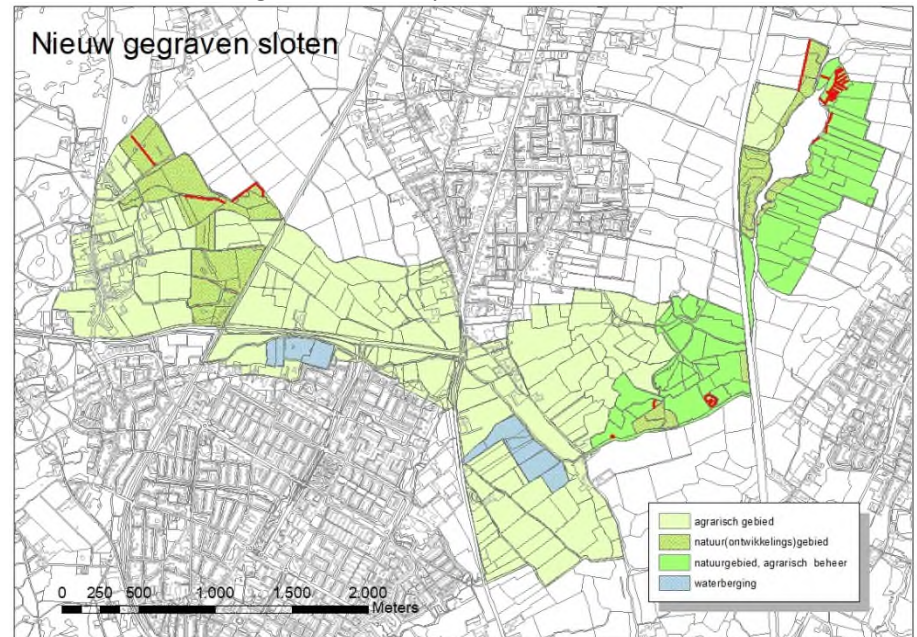 Nieuw gegraven sloten
agrarisch gebied
natuur(ontwikkelings)gebied
natuurgebied, agrarisch beheer
waterberging
0 250 500 1.000 1.500 2.000
Meters